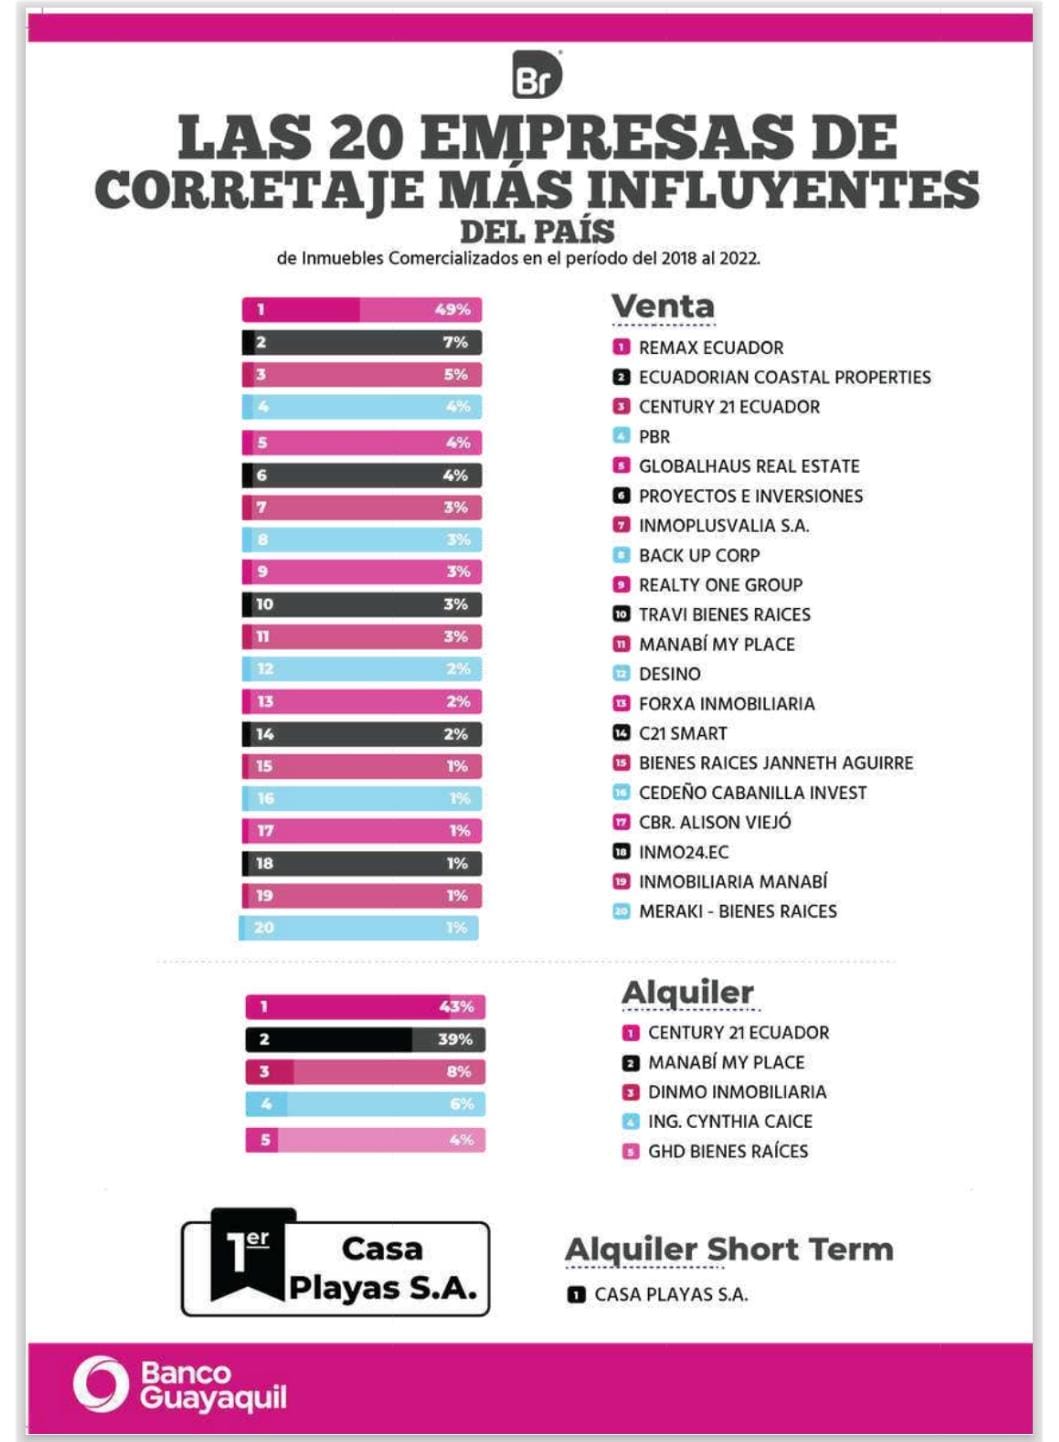 Br
LAS 20 EMPRESAS DE
CORRETAJE MÁS INFLUYENTES
DEL PAÍS
de Inmuebles Comercializados en el período del 2018 al 2022.
1 49%
2 7%
3 5%
4 4%
5 4%
6 4%
7 3%
8 3%
9 3%
10 3%
11 3%
12 2%
13 2%
14 2%
15 1%
16 1%
17 1%
18 1%
19 1%
20 1%
Venta
1 REMAX ECUADOR
2 ECUADORIAN COASTAL PROPERTIES
3 CENTURY 21 ECUADOR
4 PBR
5 GLOBALHAUS REAL ESTATE
6 PROYECTOS E INVERSIONES
7 INMOPLUSVALIA S.A.
8 BACK UP CORP
9 REALTY ONE GROUP
10 TRAVI BIENES RAICES
11 MANABÍ MY PLACE
12 DESINO
13 FORXA INMOBILIARIA
14 C21 SMART
15 BIENES RAICES JANNETH AGUIRRE
16 CEDEÑO CABANILLA INVEST
17 CBR. ALISON VIEJÓ
18 INMO24.EC
19 INMOBILIARIA MANABÍ
20 MERAKI - BIENES RAICES
1 43%
2 39%
3 8%
4 6%
5 4%
Alquiler
1 CENTURY 21 ECUADOR
2 MANABÍ MY PLACE
3 DINMO INMOBILIARIA
4 ING. CYNTHIA CAICE
5 GHD BIENES RAÍCES
1er
Casa
Playas S.A.
Alquiler Short Term
1 CASA PLAYAS S.A.
Banco
Guayaquil